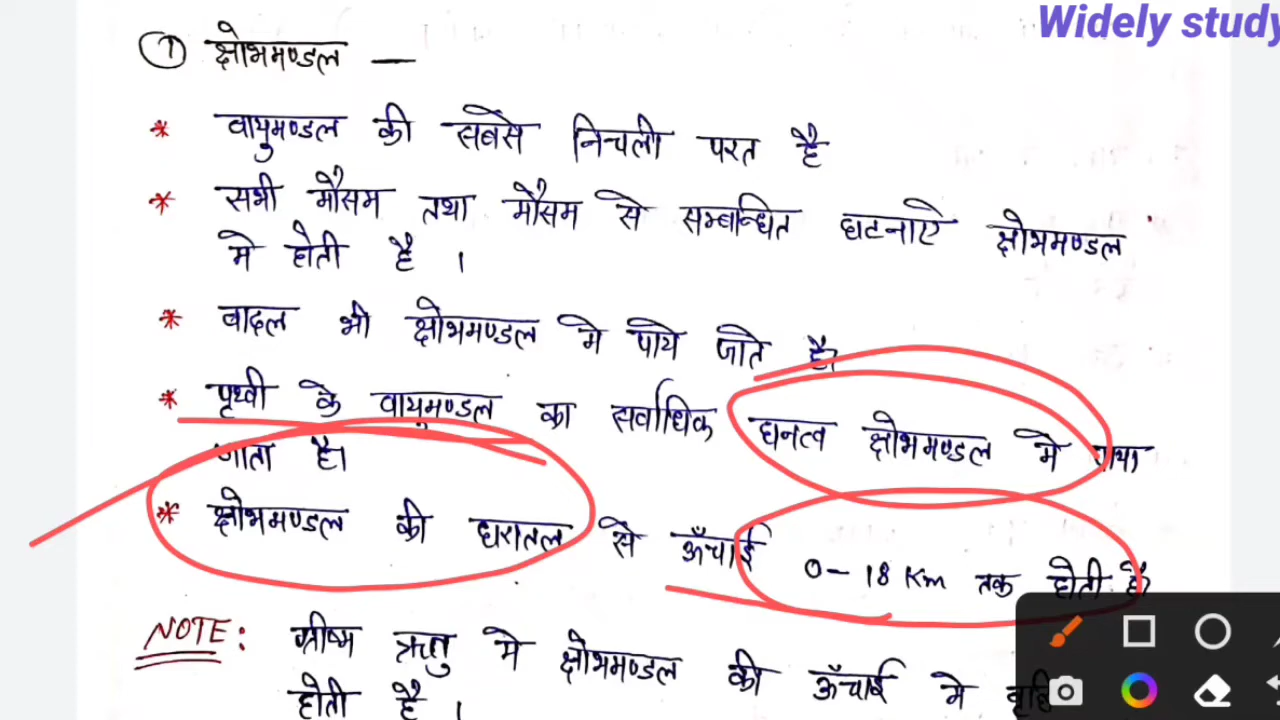 Widely study
① क्षोभमण्डल —
* वायुमण्डल की सबसे निचली परत है
* सभी मौसम तथा मौसम से सम्बन्धित घटनाऐ क्षोभमण्डल
मे होती है ।
* बादल भी क्षोभमण्डल मे पाये जाते है।
* पृथ्वी के वायुमण्डल का सर्वाधिक घनत्व क्षोभमण्डल मे पाया
जाता है।
* क्षोभमण्डल की धरातल से ऊँचाई 0 – 18 Km तक होती है
NOTE: ग्रीष्म ऋतु मे क्षोभमण्डल की ऊँचाई मे
होती है ।